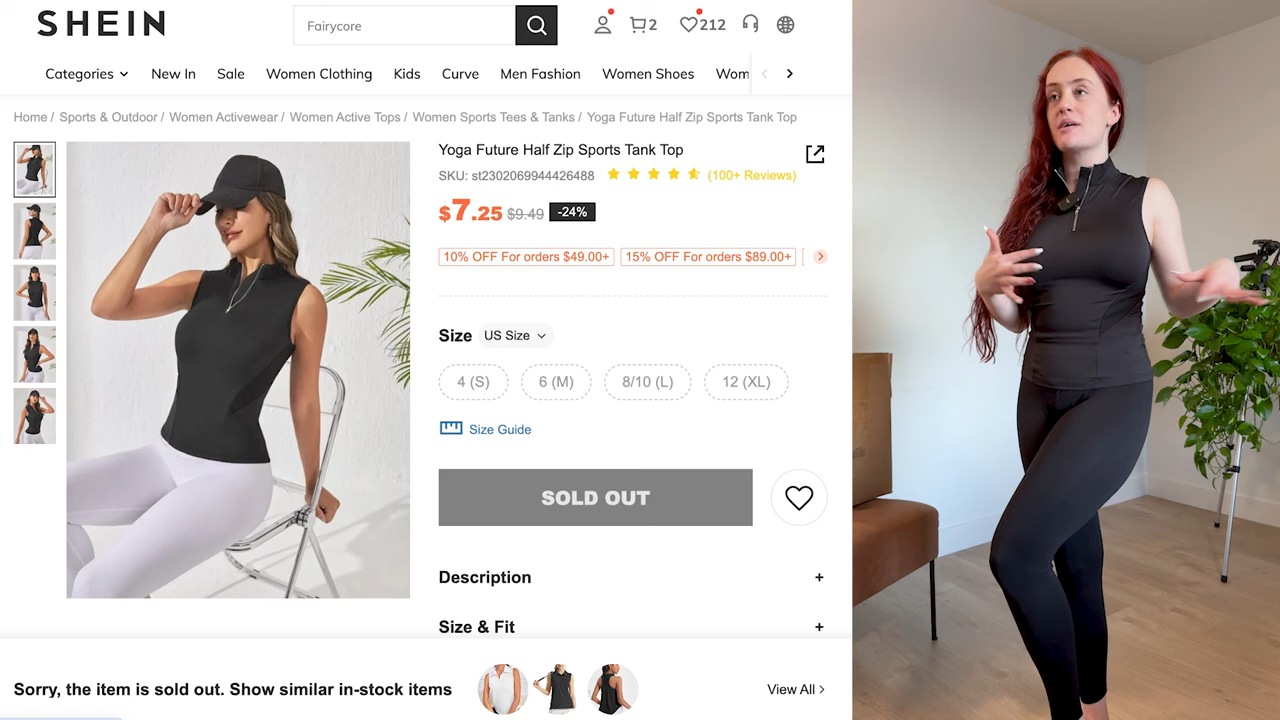 SHEIN
Fairycore
2
212
Categories
New In
Sale
Women Clothing
Kids
Curve
Men Fashion
Women Shoes
Wom
Home / Sports & Outdoor / Women Activewear / Women Active Tops / Women Sports Tees & Tanks / Yoga Future Half Zip Sports Tank Top
Yoga Future Half Zip Sports Tank Top
SKU: st2302069944426488
(100+ Reviews)
$7.25 $9.49 -24%
10% OFF For orders $49.00+
15% OFF For orders $89.00+
Size
US Size
4 (S)
6 (M)
8/10 (L)
12 (XL)
Size Guide
SOLD OUT
Description +
Size & Fit +
Sorry, the item is sold out. Show similar in-stock items
View All